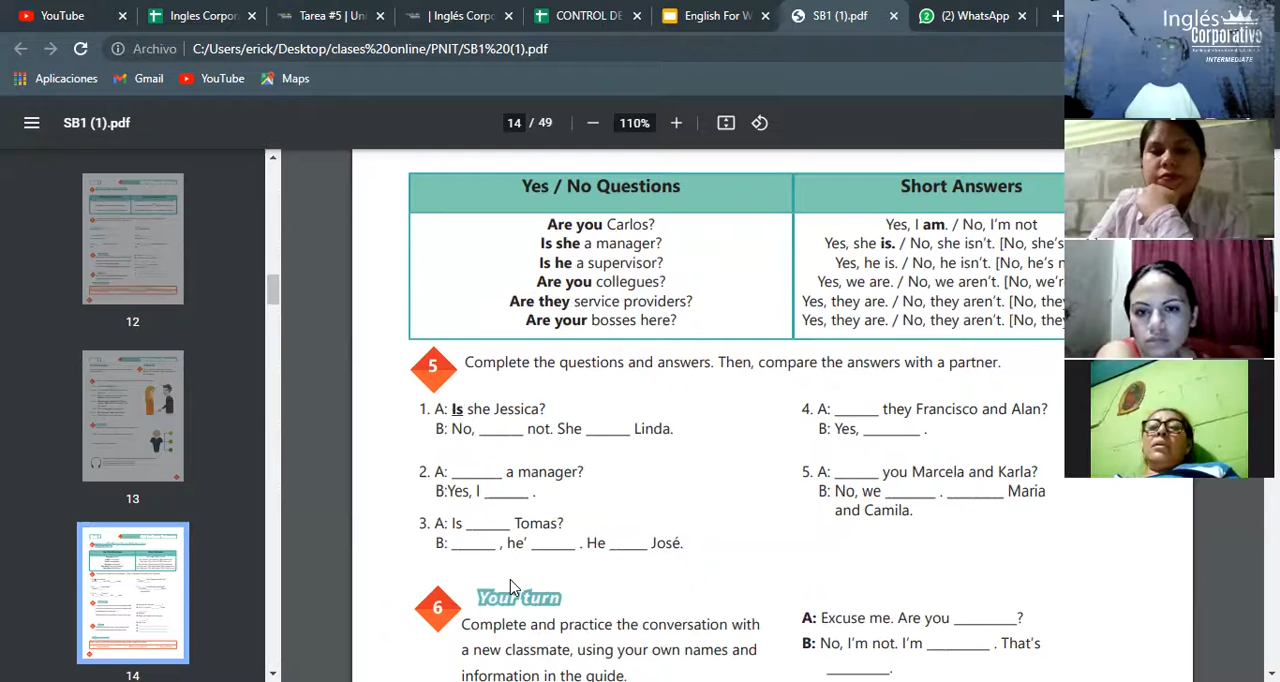 YouTube
Ingles Corpor
Tarea #5 | Uni
| Inglés Corpo
CONTROL DE
English For W
SB1 (1).pdf
(2) WhatsApp
Archivo C:/Users/erick/Desktop/clases%20online/PNIT/SB1%20(1).pdf
Aplicaciones Gmail YouTube Maps
SB1 (1).pdf
14 / 49
110%
12
13
14
Yes / No Questions
Short Answers
Are you Carlos?
Yes, I am. / No, I'm not
Is she a manager?
Yes, she is. / No, she isn't. [No, she's
Is he a supervisor?
Yes, he is. / No, he isn't. [No, he's n
Are you collegues?
Yes, we are. / No, we aren't. [No, we'r
Are they service providers?
Yes, they are. / No, they aren't. [No, they
Are your bosses here?
Yes, they are. / No, they aren't. [No, they
5 Complete the questions and answers. Then, compare the answers with a partner.
1. A: Is she Jessica?
B: No, ______ not. She ______ Linda.
2. A: _______ a manager?
B:Yes, I ______ .
3. A: Is ______ Tomas?
B: ______ , he' ______ . He _____ José.
4. A: ______ they Francisco and Alan?
B: Yes, ________ .
5. A: ______ you Marcela and Karla?
B: No, we _______ . ________ Maria
and Camila.
6 Your turn
Complete and practice the conversation with
a new classmate, using your own names and
information in the guide.
A: Excuse me. Are you _________?
B: No, I'm not. I'm _________ . That's
_________.
Inglés
Corporativo
INTERMEDIATE